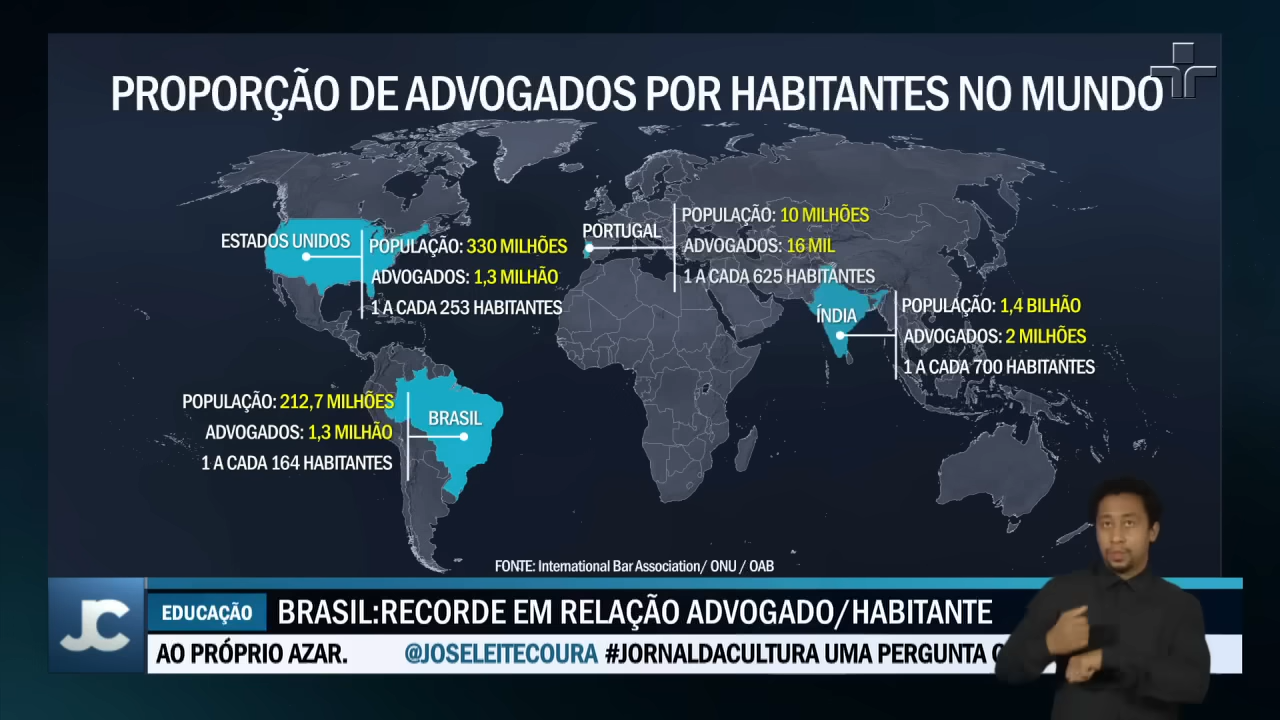 PROPORÇÃO DE ADVOGADOS POR HABITANTES NO MUNDO
ESTADOS UNIDOS
POPULAÇÃO: 330 MILHÕES
ADVOGADOS: 1,3 MILHÃO
1 A CADA 253 HABITANTES
PORTUGAL
POPULAÇÃO: 10 MILHÕES
ADVOGADOS: 16 MIL
1 A CADA 625 HABITANTES
ÍNDIA
POPULAÇÃO: 1,4 BILHÃO
ADVOGADOS: 2 MILHÕES
1 A CADA 700 HABITANTES
BRASIL
POPULAÇÃO: 212,7 MILHÕES
ADVOGADOS: 1,3 MILHÃO
1 A CADA 164 HABITANTES
FONTE: International Bar Association/ ONU / OAB
JC
EDUCAÇÃO
BRASIL:RECORDE EM RELAÇÃO ADVOGADO/HABITANTE
AO PRÓPRIO AZAR. @JOSELEITECOURA #JORNALDACULTURA UMA PERGUNTA